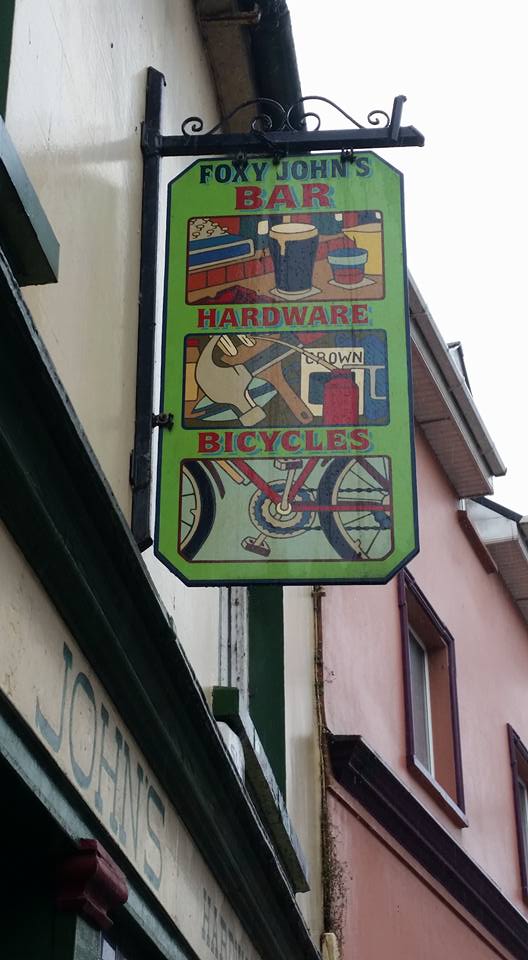 FOXY JOHN'S
BAR
HARDWARE
CROWN
BICYCLES
JOHN'S